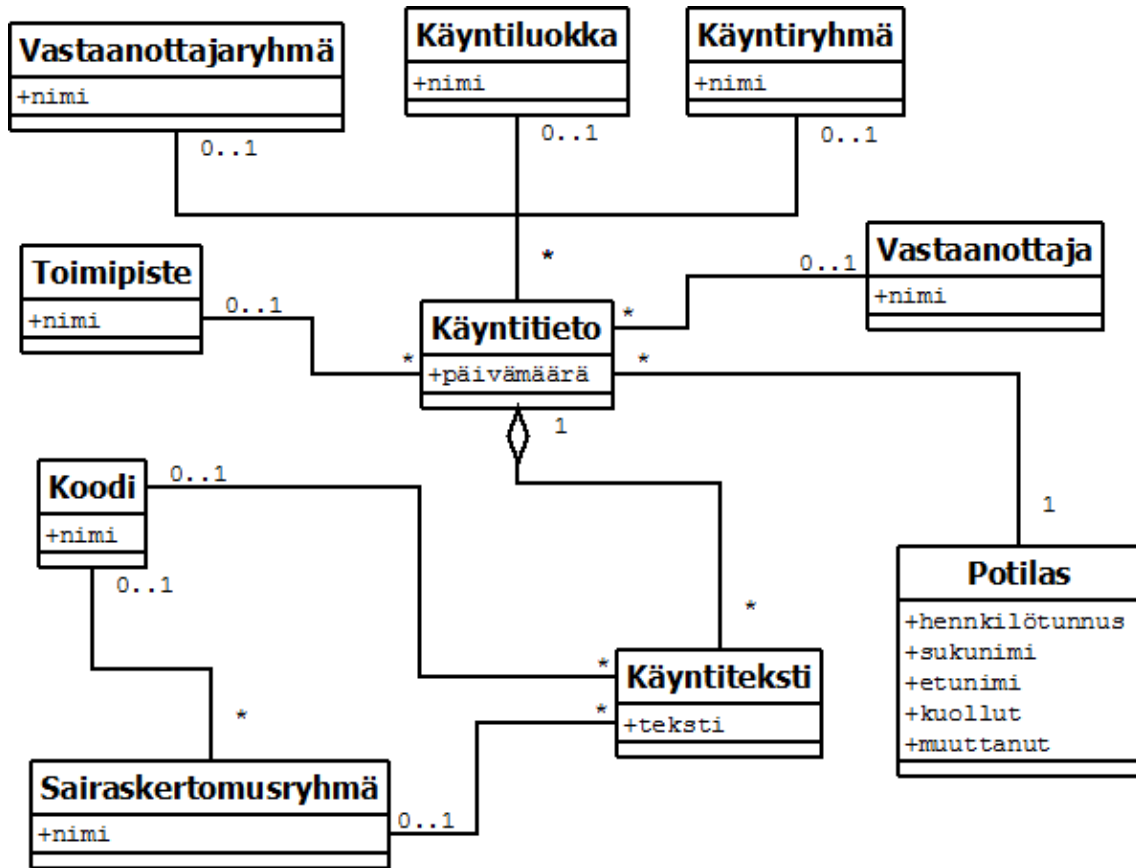 Vastaanottajaryhmä
+nimi
0..1
Käyntiluokka
+nimi
0..1
Käyntiryhmä
+nimi
0..1
*
Toimipiste
+nimi
0..1
*
Käyntitieto
+päivämäärä
1
*
*
Vastaanottaja
+nimi
0..1
Koodi
+nimi
0..1
0..1
*
1
Potilas
+hennkilötunnus
+sukunimi
+etunimi
+kuollut
+muuttanut
*
*
*
Käyntiteksti
+teksti
Sairaskertomusryhmä
+nimi
0..1